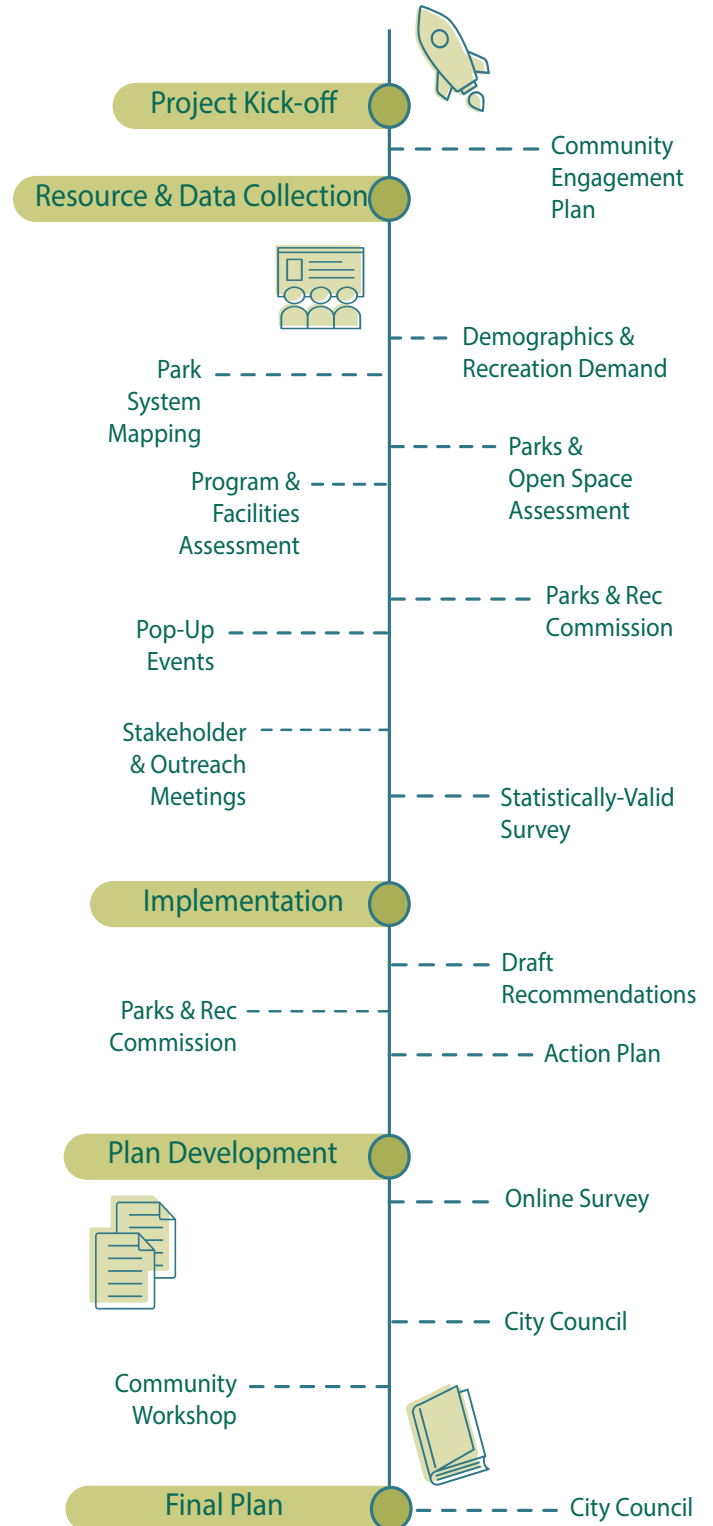 Project Kick-off
Community
Engagement
Plan
Resource & Data Collection
Demographics &
Recreation Demand
Park
System
Mapping
Parks &
Open Space
Assessment
Program &
Facilities
Assessment
Parks & Rec
Commission
Pop-Up
Events
Stakeholder
& Outreach
Meetings
Statistically-Valid
Survey
Implementation
Draft
Recommendations
Parks & Rec
Commission
Action Plan
Plan Development
Online Survey
City Council
Community
Workshop
Final Plan
City Council